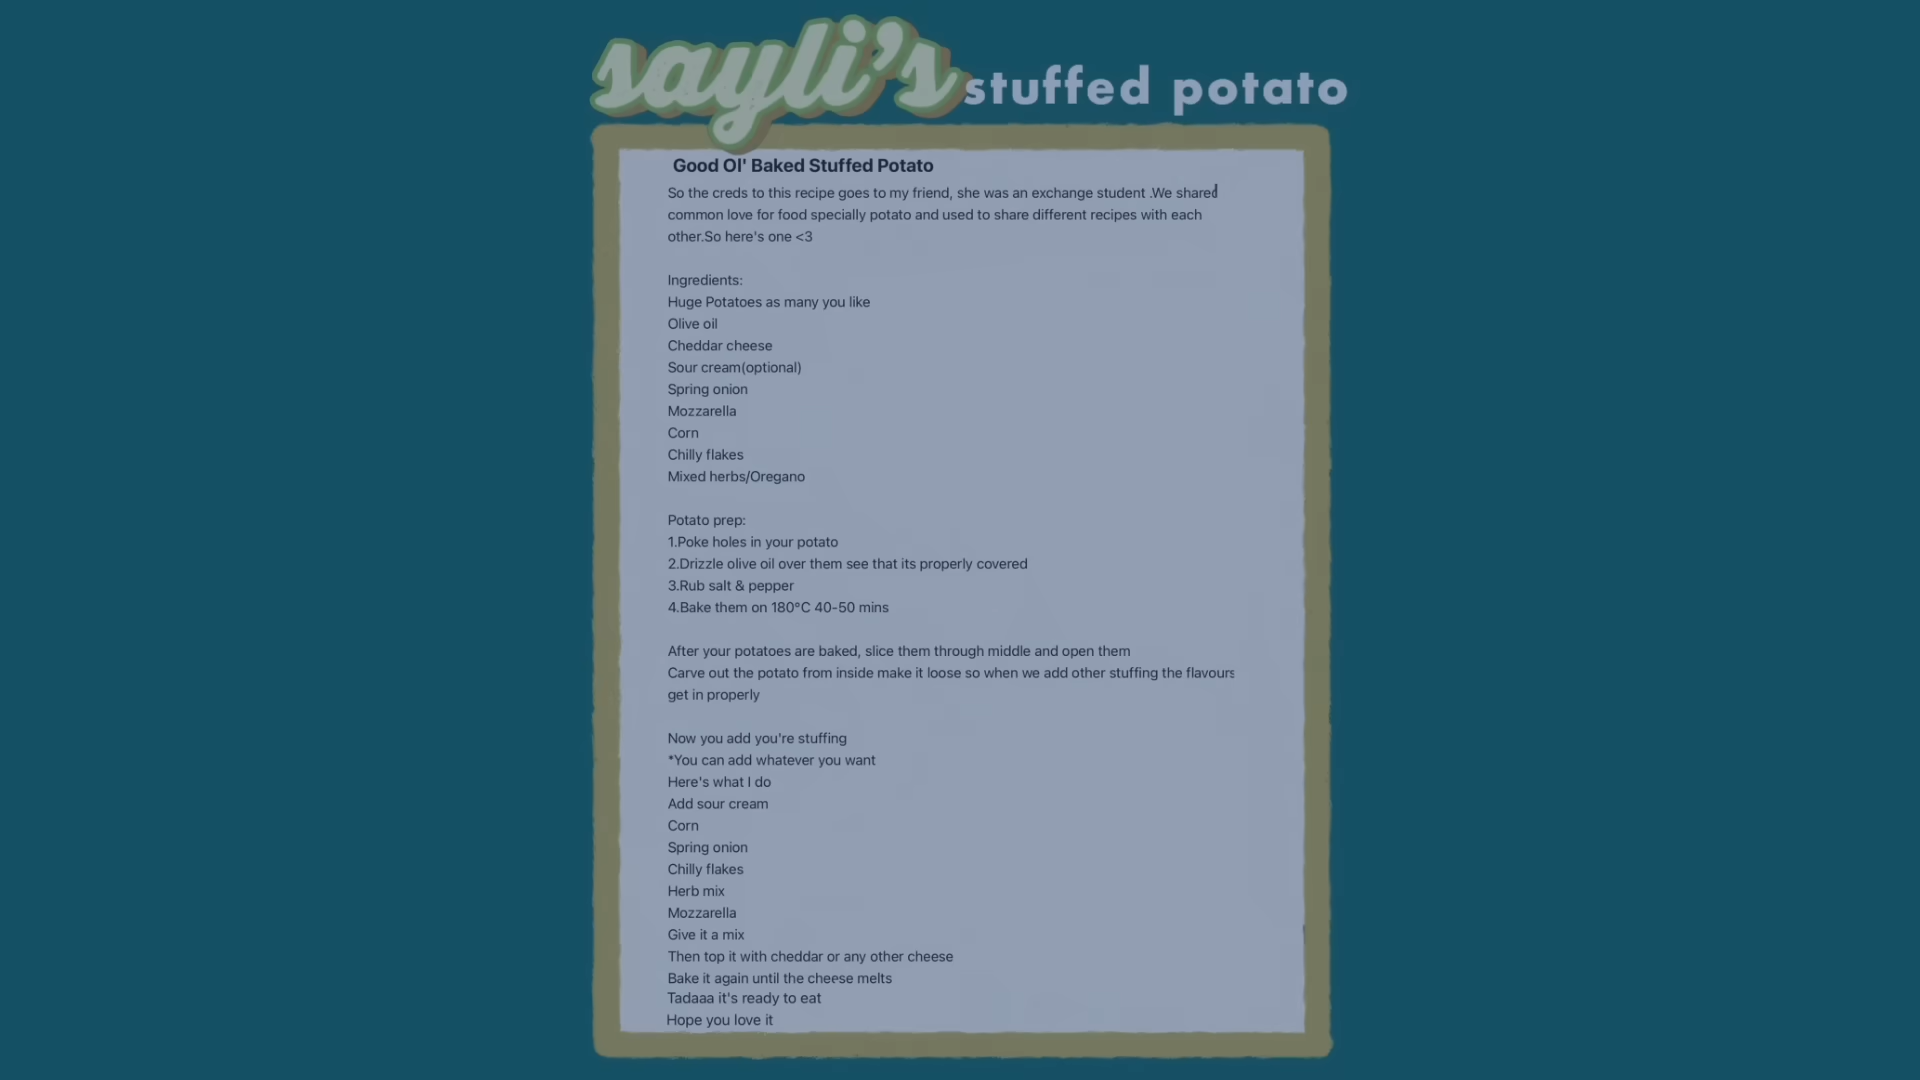 sayli's stuffed potato
Good Ol' Baked Stuffed Potato
So the creds to this recipe goes to my friend, she was an exchange student .We shared
common love for food specially potato and used to share different recipes with each
other.So here's one <3
Ingredients:
Huge Potatoes as many you like
Olive oil
Cheddar cheese
Sour cream(optional)
Spring onion
Mozzarella
Corn
Chilly flakes
Mixed herbs/Oregano
Potato prep:
1.Poke holes in your potato
2.Drizzle olive oil over them see that its properly covered
3.Rub salt & pepper
4.Bake them on 180°C 40-50 mins
After your potatoes are baked, slice them through middle and open them
Carve out the potato from inside make it loose so when we add other stuffing the flavours
get in properly
Now you add you're stuffing
*You can add whatever you want
Here's what I do
Add sour cream
Corn
Spring onion
Chilly flakes
Herb mix
Mozzarella
Give it a mix
Then top it with cheddar or any other cheese
Bake it again until the cheese melts
Tadaaa it's ready to eat
Hope you love it